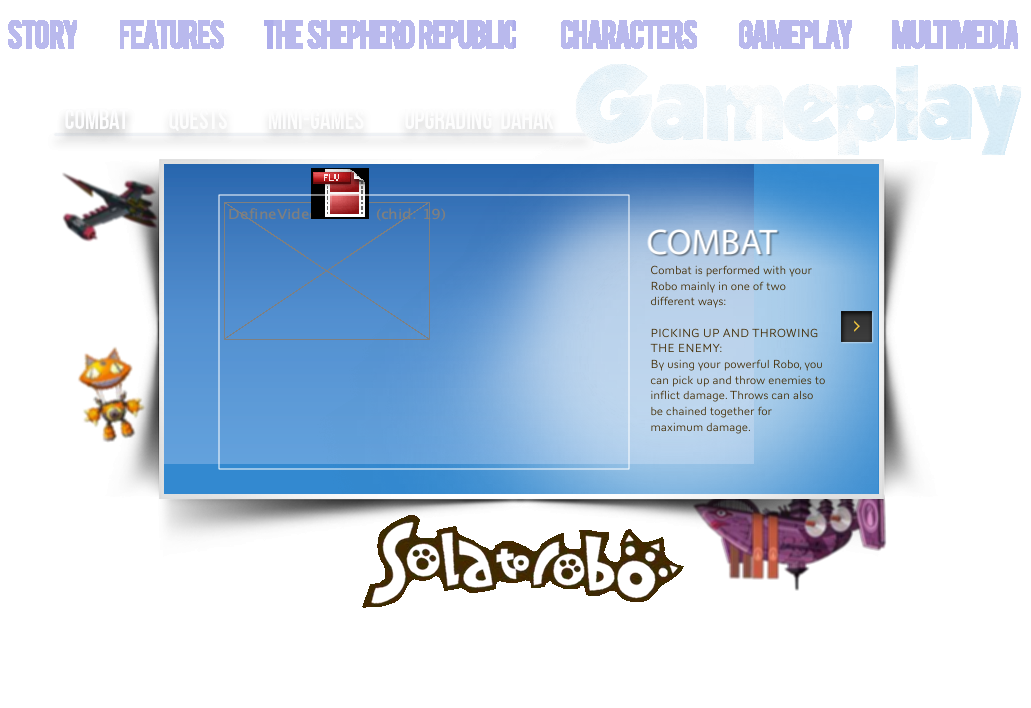 STORY FEATURES THE SHEPHERD REPUBLIC CHARACTERS GAMEPLAY MULTIMEDIA
Gameplay
COMBAT QUESTS MINI-GAMES UPGRADING DAHAK
FLV
DefineVide (chid: 19)
COMBAT
Combat is performed with your
Robo mainly in one of two
different ways:
PICKING UP AND THROWING
THE ENEMY:
By using your powerful Robo, you
can pick up and throw enemies to
inflict damage. Throws can also
be chained together for
maximum damage.
Solatorobo